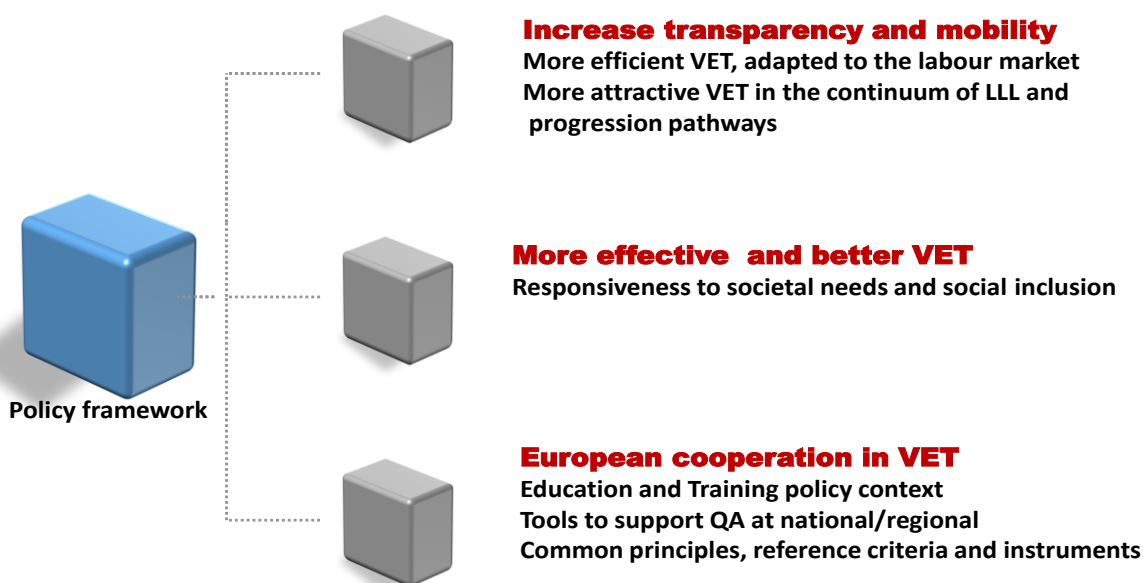 Increase transparency and mobility
More efficient VET, adapted to the labour market
More attractive VET in the continuum of LLL and
progression pathways
More effective and better VET
Responsiveness to societal needs and social inclusion
Policy framework
European cooperation in VET
Education and Training policy context
Tools to support QA at national/regional
Common principles, reference criteria and instruments